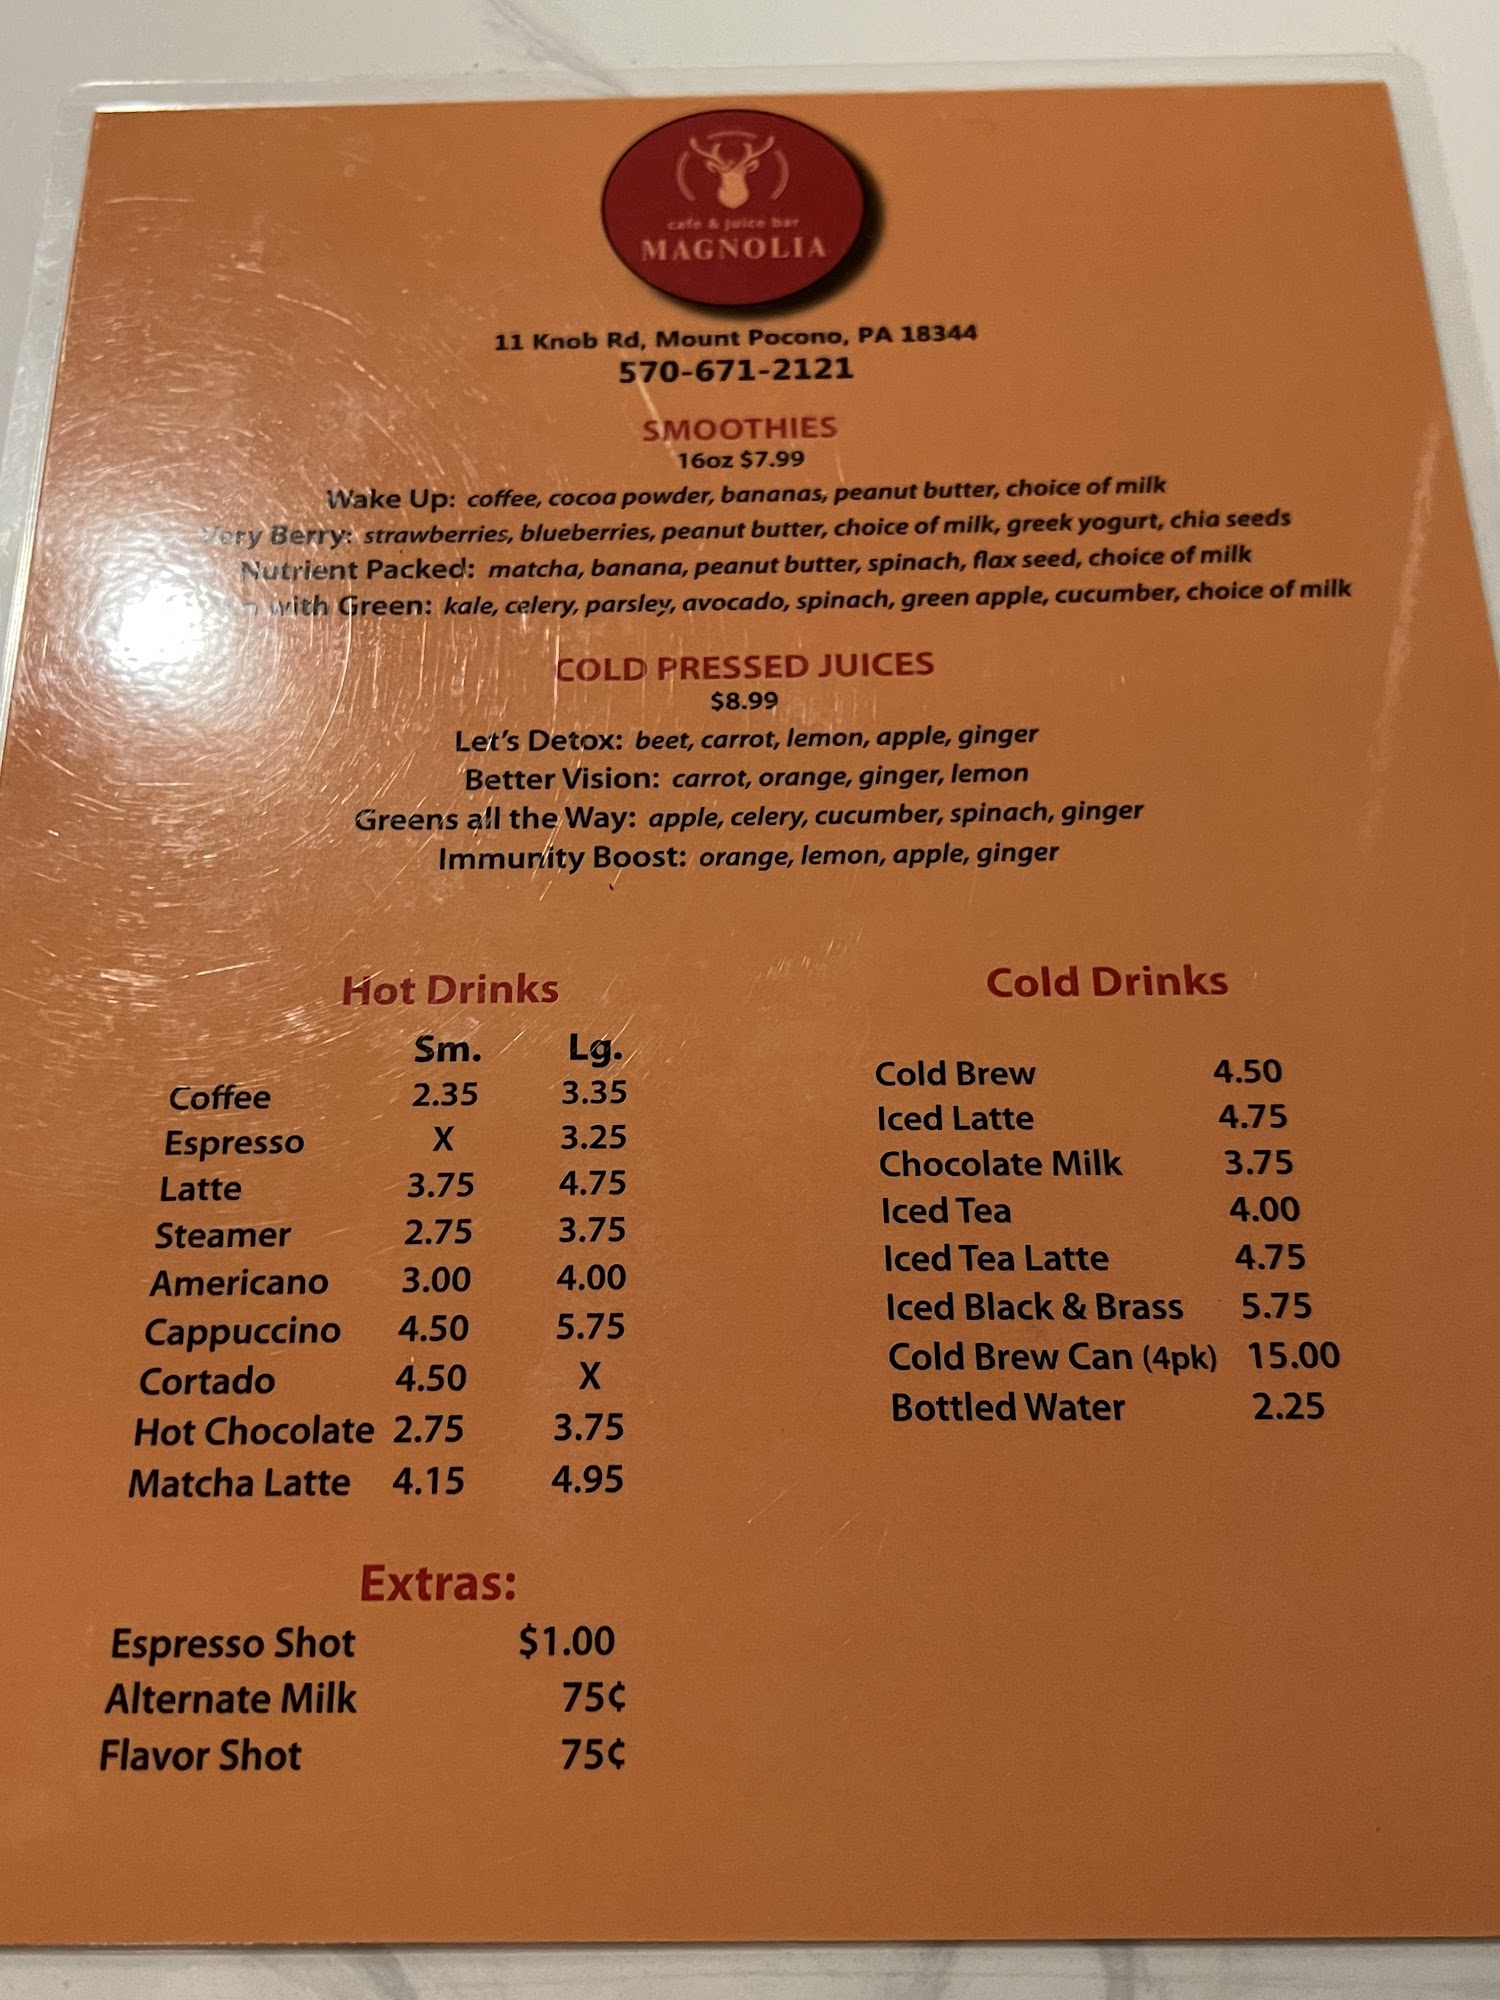 cafe & juice bar
MAGNOLIA
11 Knob Rd, Mount Pocono, PA 18344
570-671-2121
SMOOTHIES
16oz $7.99
Wake Up: coffee, cocoa powder, bananas, peanut butter, choice of milk
Very Berry: strawberries, blueberries, peanut butter, choice of milk, greek yogurt, chia seeds
Nutrient Packed: matcha, banana, peanut butter, spinach, flax seed, choice of milk
with Green: kale, celery, parsley, avocado, spinach, green apple, cucumber, choice of milk
COLD PRESSED JUICES
$8.99
Let's Detox: beet, carrot, lemon, apple, ginger
Better Vision: carrot, orange, ginger, lemon
Greens all the Way: apple, celery, cucumber, spinach, ginger
Immunity Boost: orange, lemon, apple, ginger
Hot Drinks
Sm. Lg.
Coffee 2.35 3.35
Espresso X 3.25
Latte 3.75 4.75
Steamer 2.75 3.75
Americano 3.00 4.00
Cappuccino 4.50 5.75
Cortado 4.50 X
Hot Chocolate 2.75 3.75
Matcha Latte 4.15 4.95
Extras:
Espresso Shot $1.00
Alternate Milk 75¢
Flavor Shot 75¢
Cold Drinks
Cold Brew 4.50
Iced Latte 4.75
Chocolate Milk 3.75
Iced Tea 4.00
Iced Tea Latte 4.75
Iced Black & Brass 5.75
Cold Brew Can (4pk) 15.00
Bottled Water 2.25